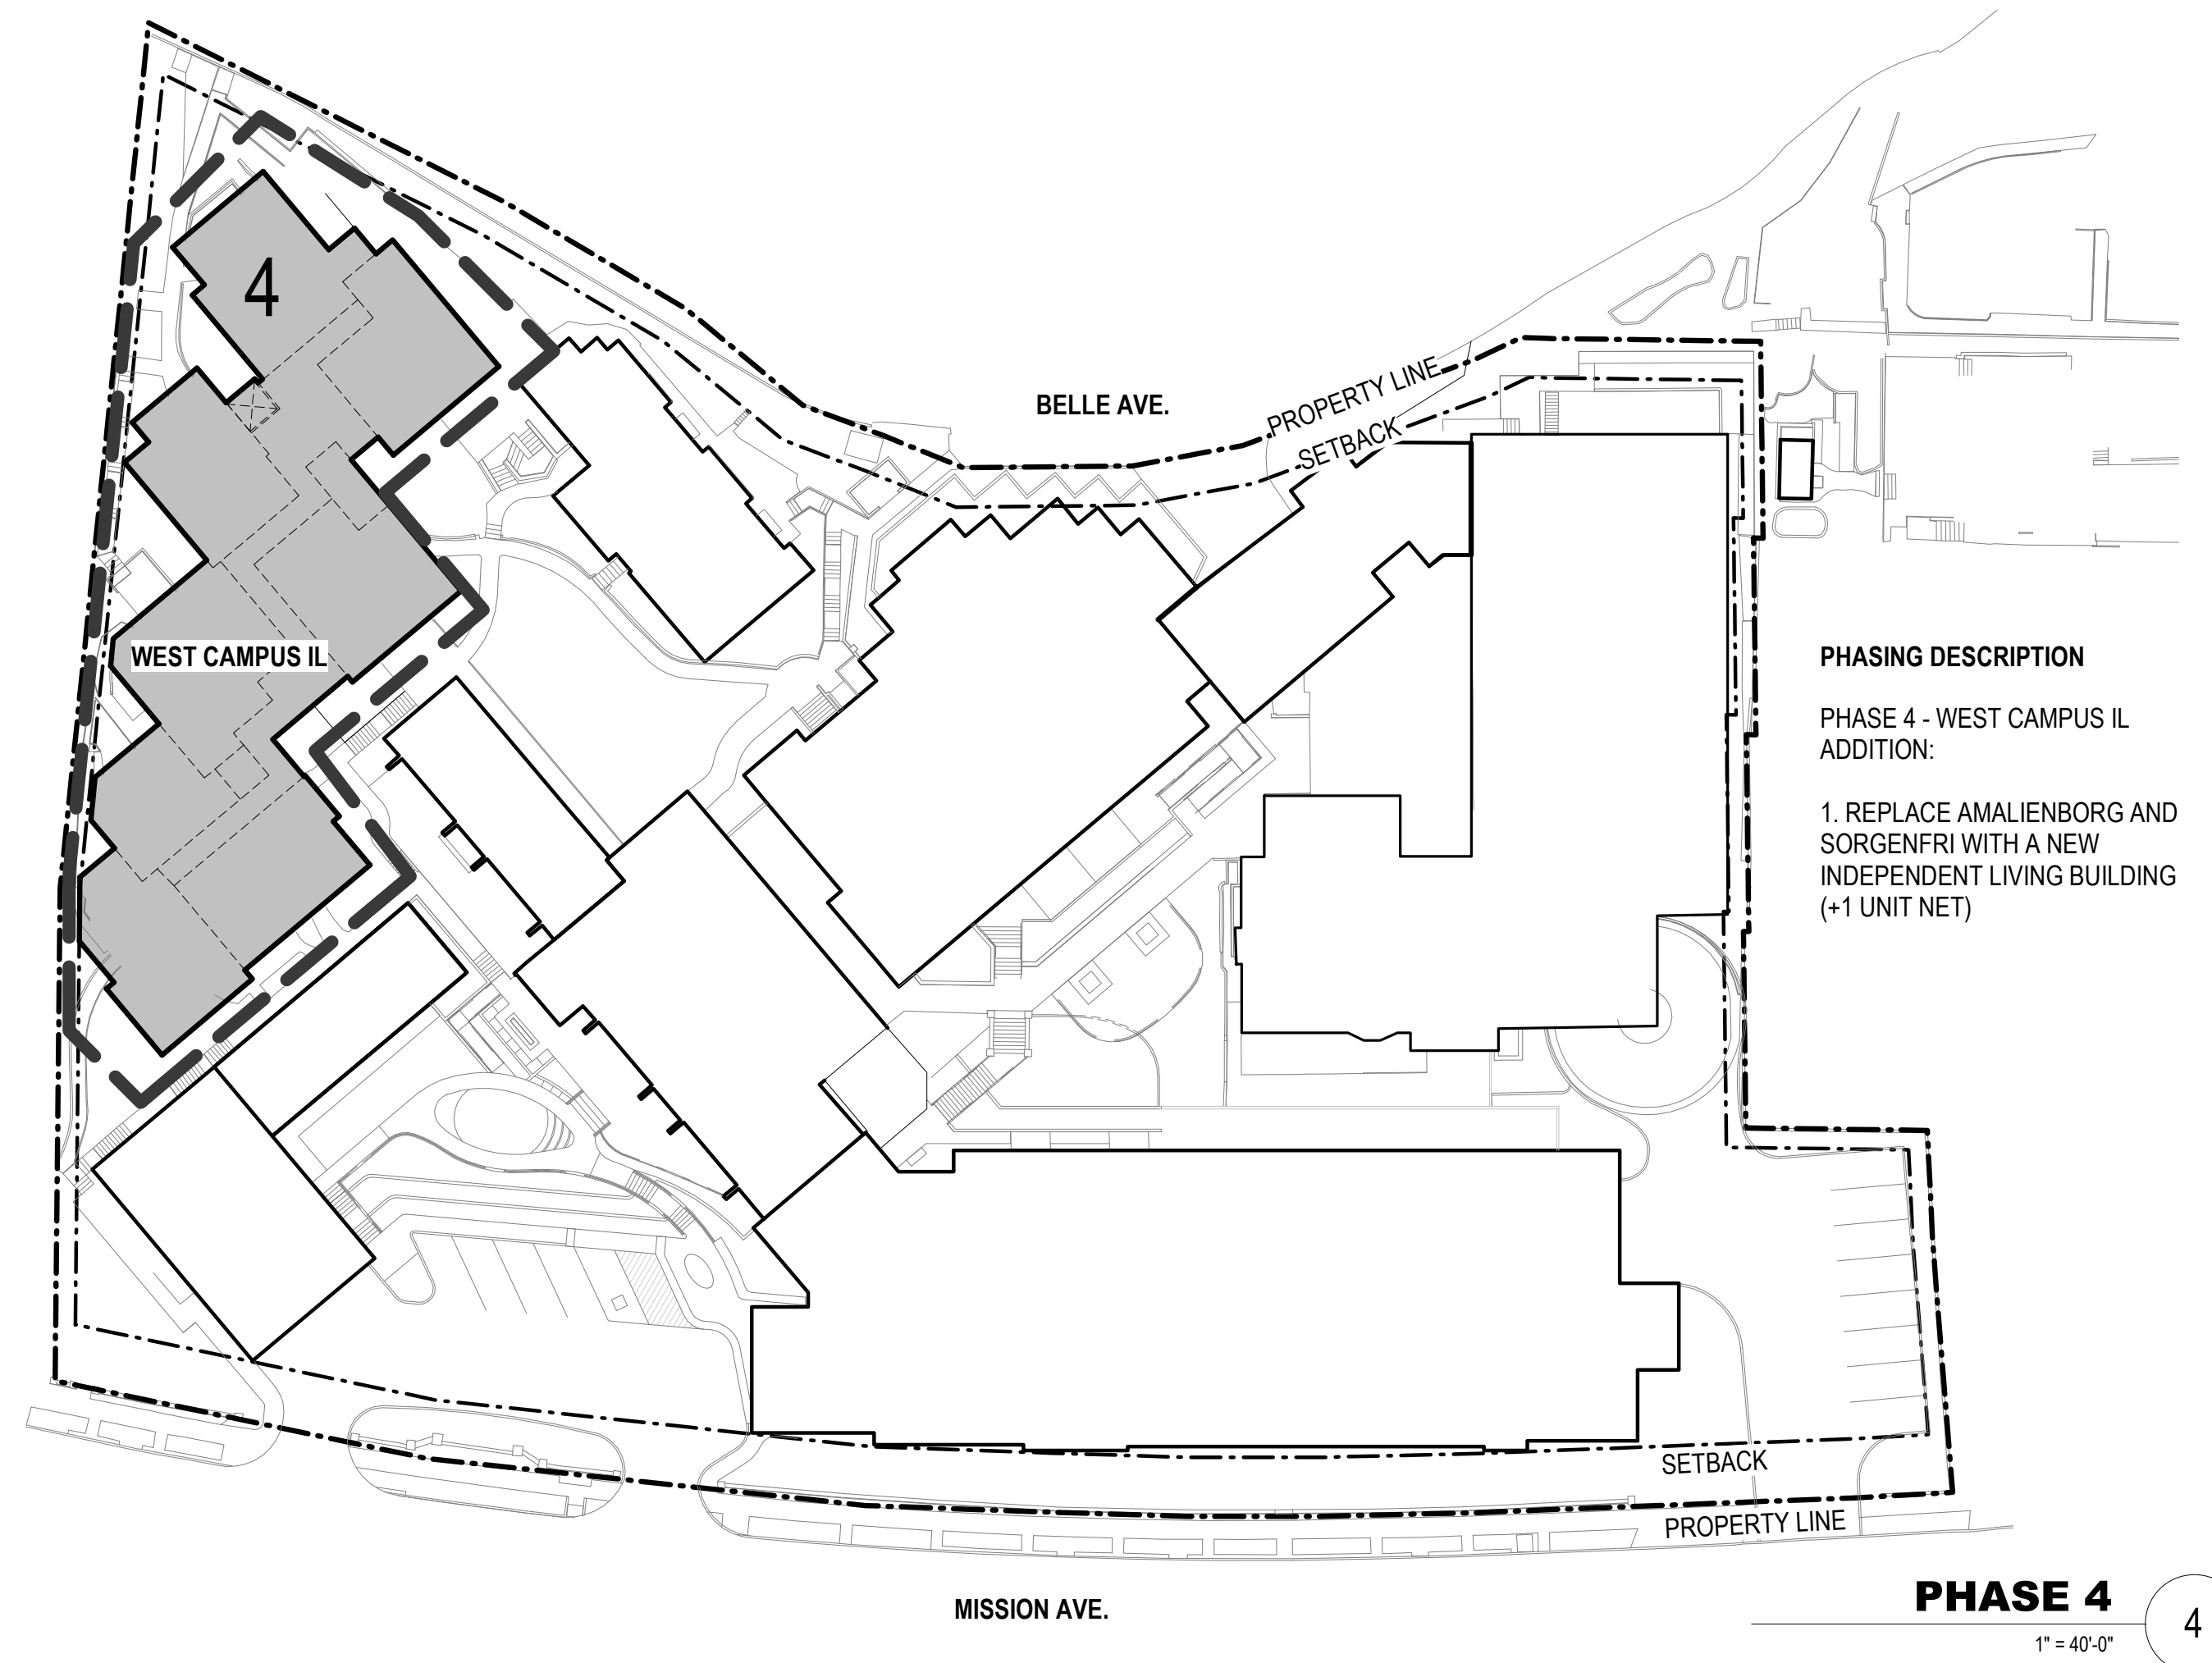 4
BELLE AVE.
PROPERTY LINE
SETBACK
WEST CAMPUS IL
PHASING DESCRIPTION
PHASE 4 - WEST CAMPUS IL
ADDITION:
1. REPLACE AMALIENBORG AND
SORGENFRI WITH A NEW
INDEPENDENT LIVING BUILDING
(+1 UNIT NET)
SETBACK
PROPERTY LINE
MISSION AVE.
PHASE 4
4
1" = 40'-0"